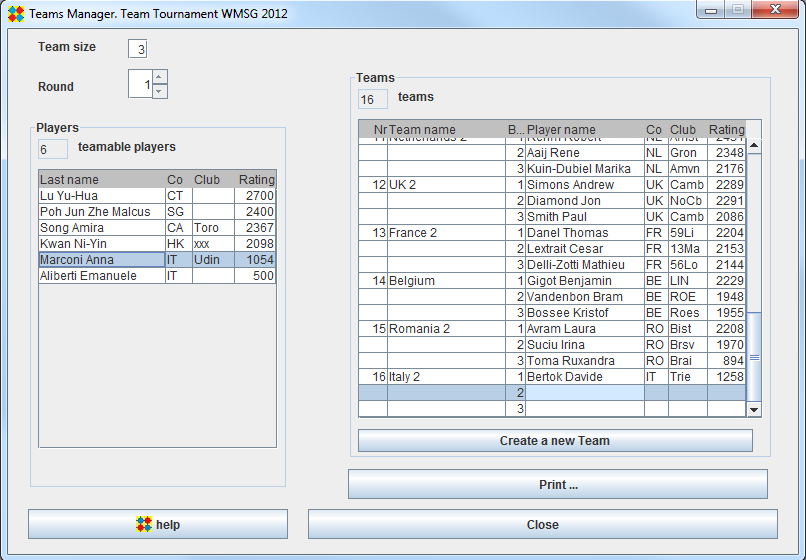 Teams Manager. Team Tournament WMSG 2012
Team size 3
Round 1
Players
6 teamable players
Last name Co Club Rating
Lu Yu-Hua CT 2700
Poh Jun Zhe Malcus SG 2400
Song Amira CA Toro 2367
Kwan Ni-Yin HK xxx 2098
Marconi Anna IT Udin 1054
Aliberti Emanuele IT 500
Teams
16 teams
Nr Team name B... Player name Co Club Rating
2 Aaij Rene NL Gron 2348
3 Kuin-Dubiel Marika NL Amvn 2176
12 UK 2 1 Simons Andrew UK Camb 2289
2 Diamond Jon UK NoCb 2291
3 Smith Paul UK Camb 2086
13 France 2 1 Danel Thomas FR 59Li 2204
2 Lextrait Cesar FR 13Ma 2153
3 Delli-Zotti Mathieu FR 56Lo 2144
14 Belgium 1 Gigot Benjamin BE LIN 2229
2 Vandenbon Bram BE ROE 1948
3 Bossee Kristof BE Roes 1955
15 Romania 2 1 Avram Laura RO Bist 2208
2 Suciu Irina RO Brsv 1970
3 Toma Ruxandra RO Brai 894
16 Italy 2 1 Bertok Davide IT Trie 1258
2
3
Create a new Team
Print ...
help
Close